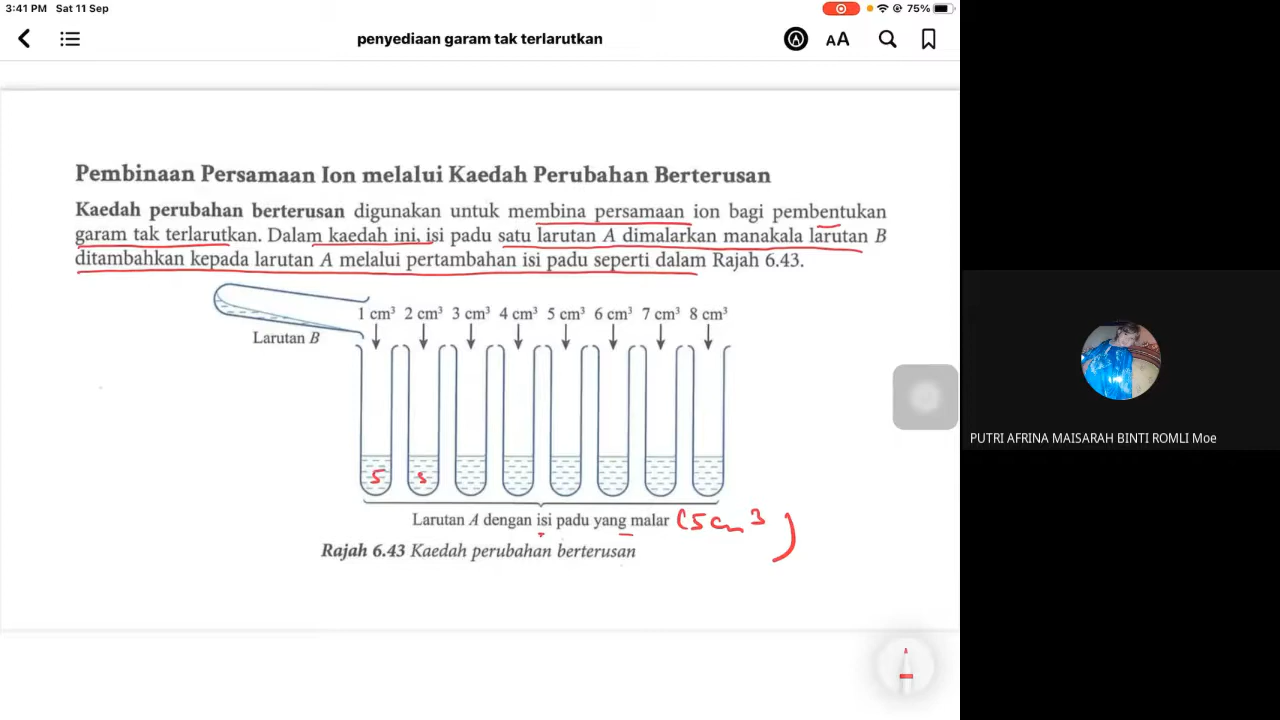 3:41 PM Sat 11 Sep
75%
penyediaan garam tak terlarutkan
AA
Pembinaan Persamaan Ion melalui Kaedah Perubahan Berterusan
Kaedah perubahan berterusan digunakan untuk membina persamaan ion bagi pembentukan
garam tak terlarutkan. Dalam kaedah ini, isi padu satu larutan A dimalarkan manakala larutan B
ditambahkan kepada larutan A melalui pertambahan isi padu seperti dalam Rajah 6.43.
1 cm³ 2 cm³ 3 cm³ 4 cm³ 5 cm³ 6 cm³ 7 cm³ 8 cm³
Larutan B
5 5
Larutan A dengan isi padu yang malar (5cm³)
Rajah 6.43 Kaedah perubahan berterusan
PUTRI AFRINA MAISARAH BINTI ROMLI Moe